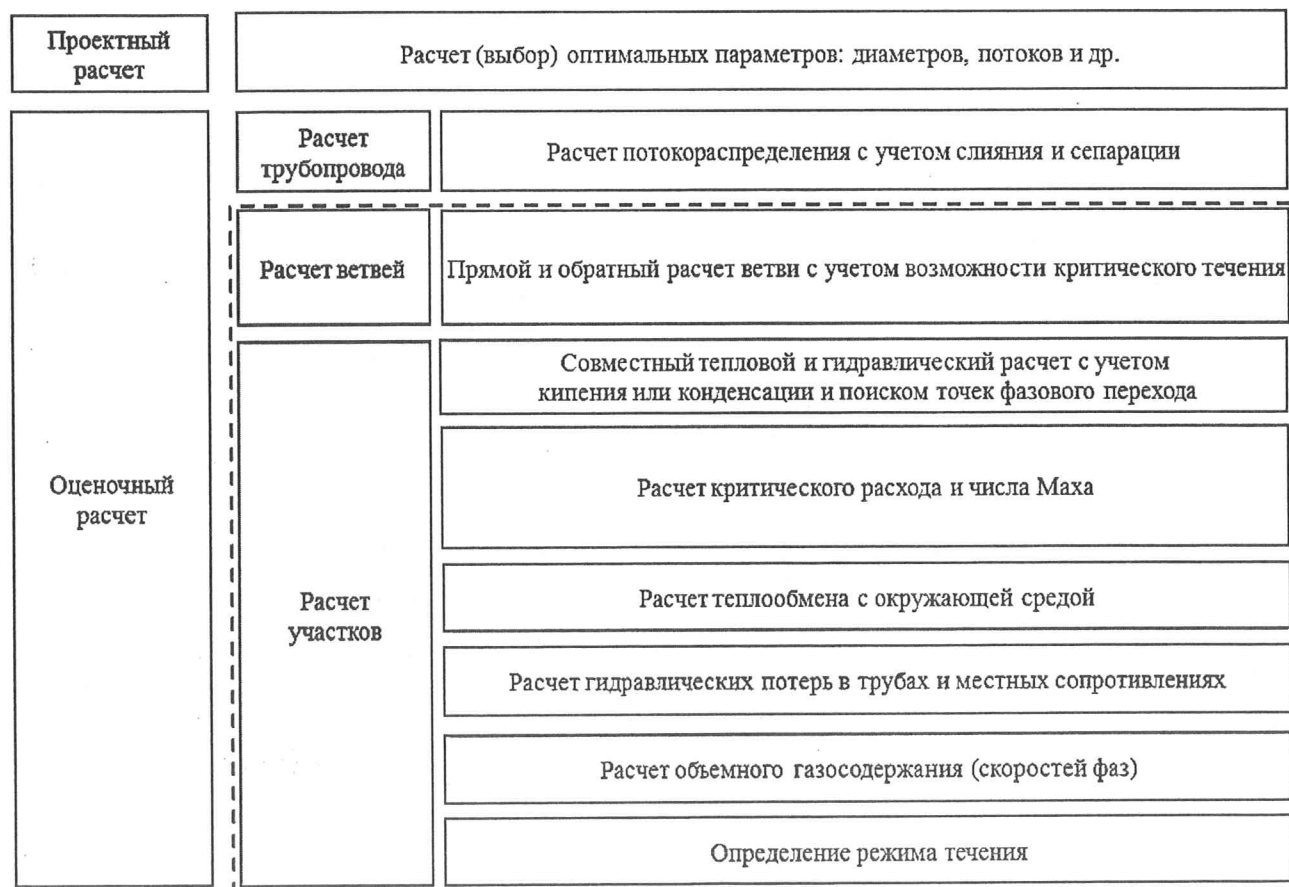 Проектный
расчет
Расчет (выбор) оптимальных параметров: диаметров, потоков и др.
Оценочный
расчет
Расчет
трубопровода
Расчет потокораспределения с учетом слияния и сепарации
Расчет ветвей
Прямой и обратный расчет ветви с учетом возможности критического течения
Расчет
участков
Совместный тепловой и гидравлический расчет с учетом
кипения или конденсации и поиском точек фазового перехода
Расчет критического расхода и числа Маха
Расчет теплообмена с окружающей средой
Расчет гидравлических потерь в трубах и местных сопротивлениях
Расчет объемного газосодержания (скоростей фаз)
Определение режима течения